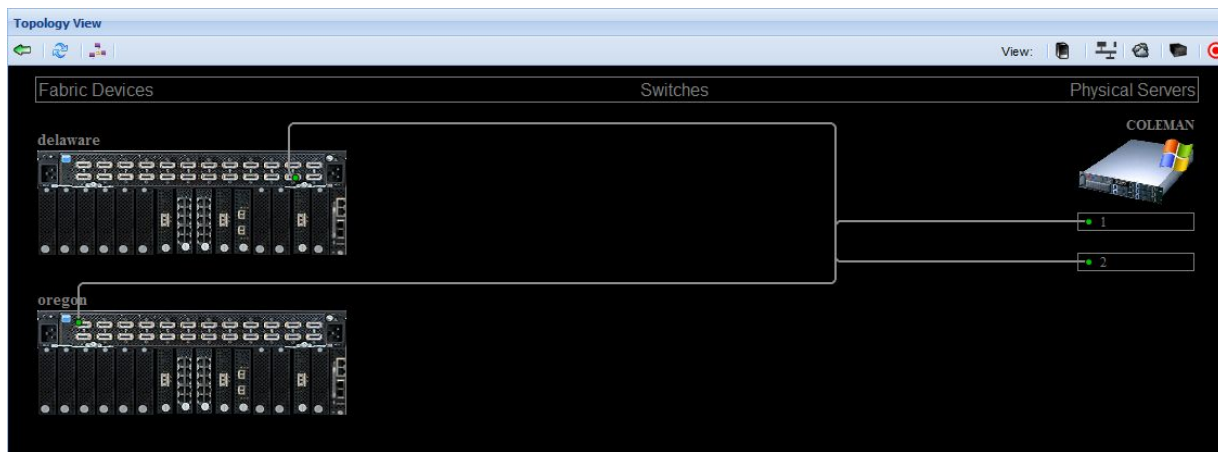 Topology View
View:
Fabric Devices Switches Physical Servers
delaware
COLEMAN
1
2
oregon